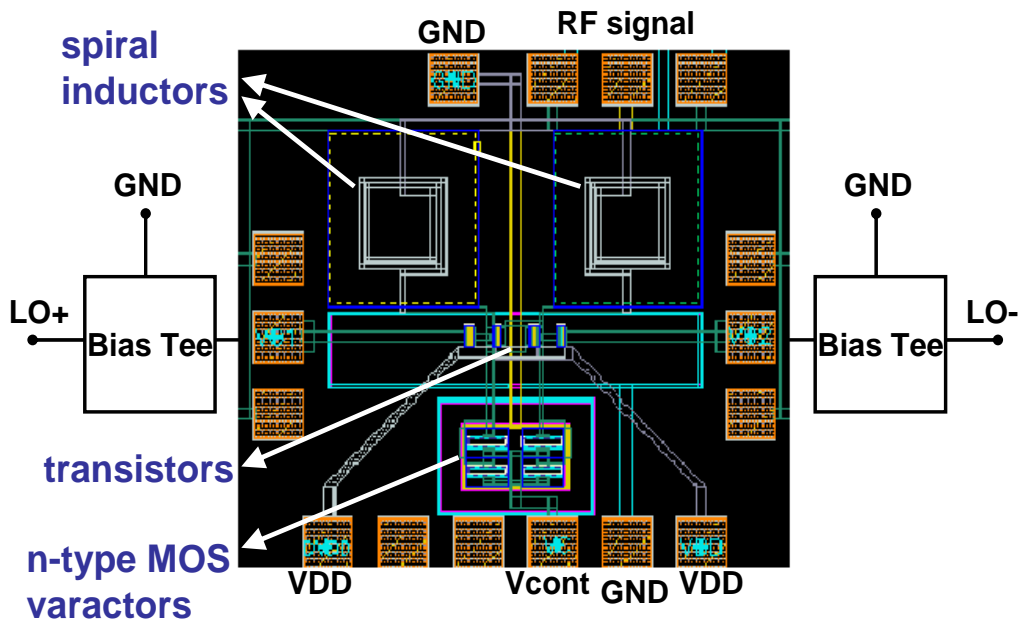 GND
RF signal
spiral
inductors
GND
GND
LO+
LO-
Bias Tee
Bias Tee
transistors
n-type MOS
varactors
VDD
Vcont
GND
VDD